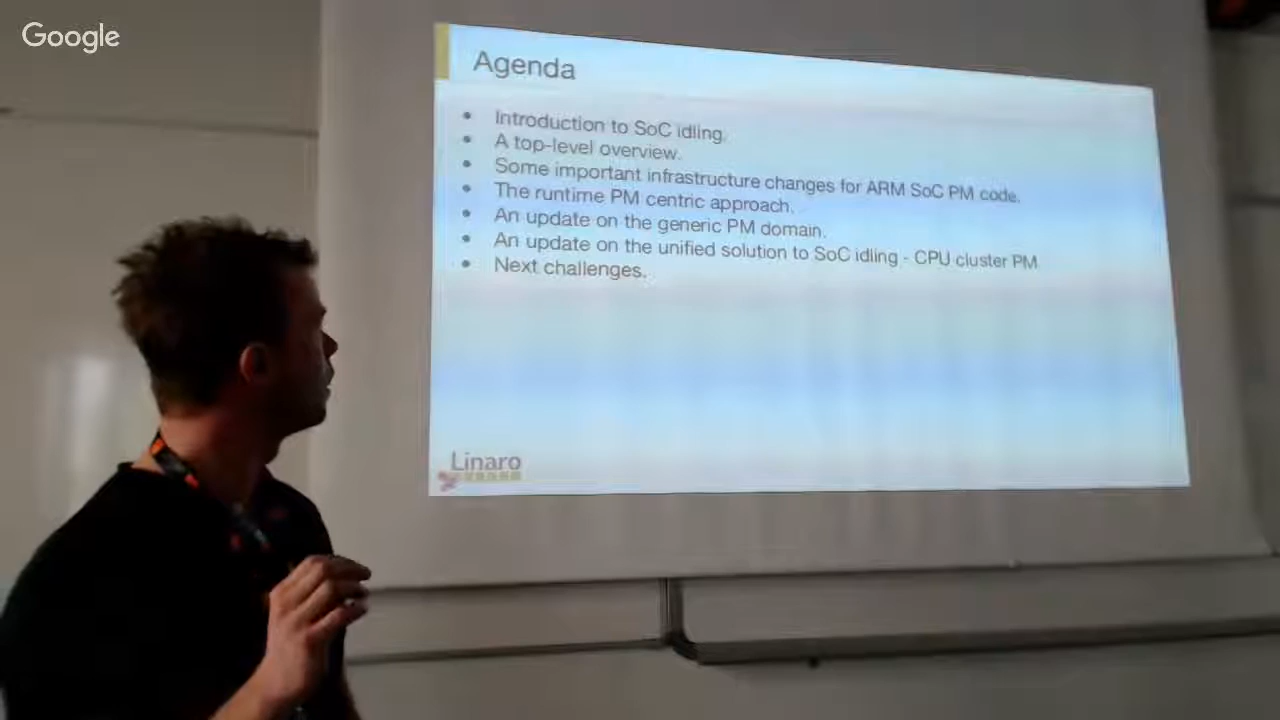 Google
Agenda
• Introduction to SoC idling.
• A top-level overview.
• Some important infrastructure changes for ARM SoC PM code.
• The runtime PM centric approach.
• An update on the generic PM domain.
• An update on the unified solution to SoC idling - CPU cluster PM
• Next challenges.
Linaro